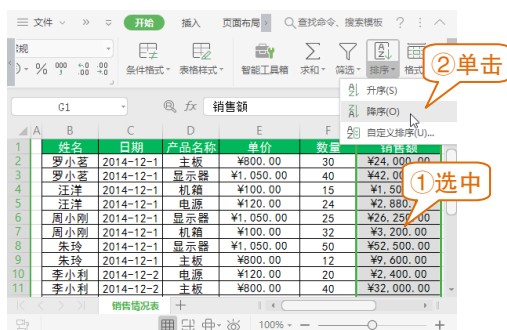 文件 开始 插入 页面布局 查找命令、搜索模板 ?
常规
% 000 条件格式 表格样式 智能工具箱 求和 筛选 排序 格式
②单击
G1 fx 销售额
升序(S)
降序(O)
自定义排序(U)...
A B C D E F
1 姓名 日期 产品名称 单价 数量 销售额
2 罗小茗 2014-12-1 主板 ¥800.00 30 ¥24,000.00
3 罗小茗 2014-12-1 显示器 ¥1,050.00 40 ¥42,00
①选中
4 汪洋 2014-12-1 机箱 ¥100.00 15 ¥1,50
5 汪洋 2014-12-1 电源 ¥120.00 24 ¥2,880.00
6 周小刚 2014-12-1 显示器 ¥1,050.00 25 ¥26,250.00
7 周小刚 2014-12-1 机箱 ¥100.00 32 ¥3,200.00
8 朱玲 2014-12-1 显示器 ¥1,050.00 50 ¥52,500.00
9 朱玲 2014-12-1 主板 ¥800.00 12 ¥9,600.00
10 李小利 2014-12-2 电源 ¥120.00 20 ¥2,400.00
11 李小利 2014-12-2 主板 ¥800.00 40 ¥32,000.00
销售情况表
100%